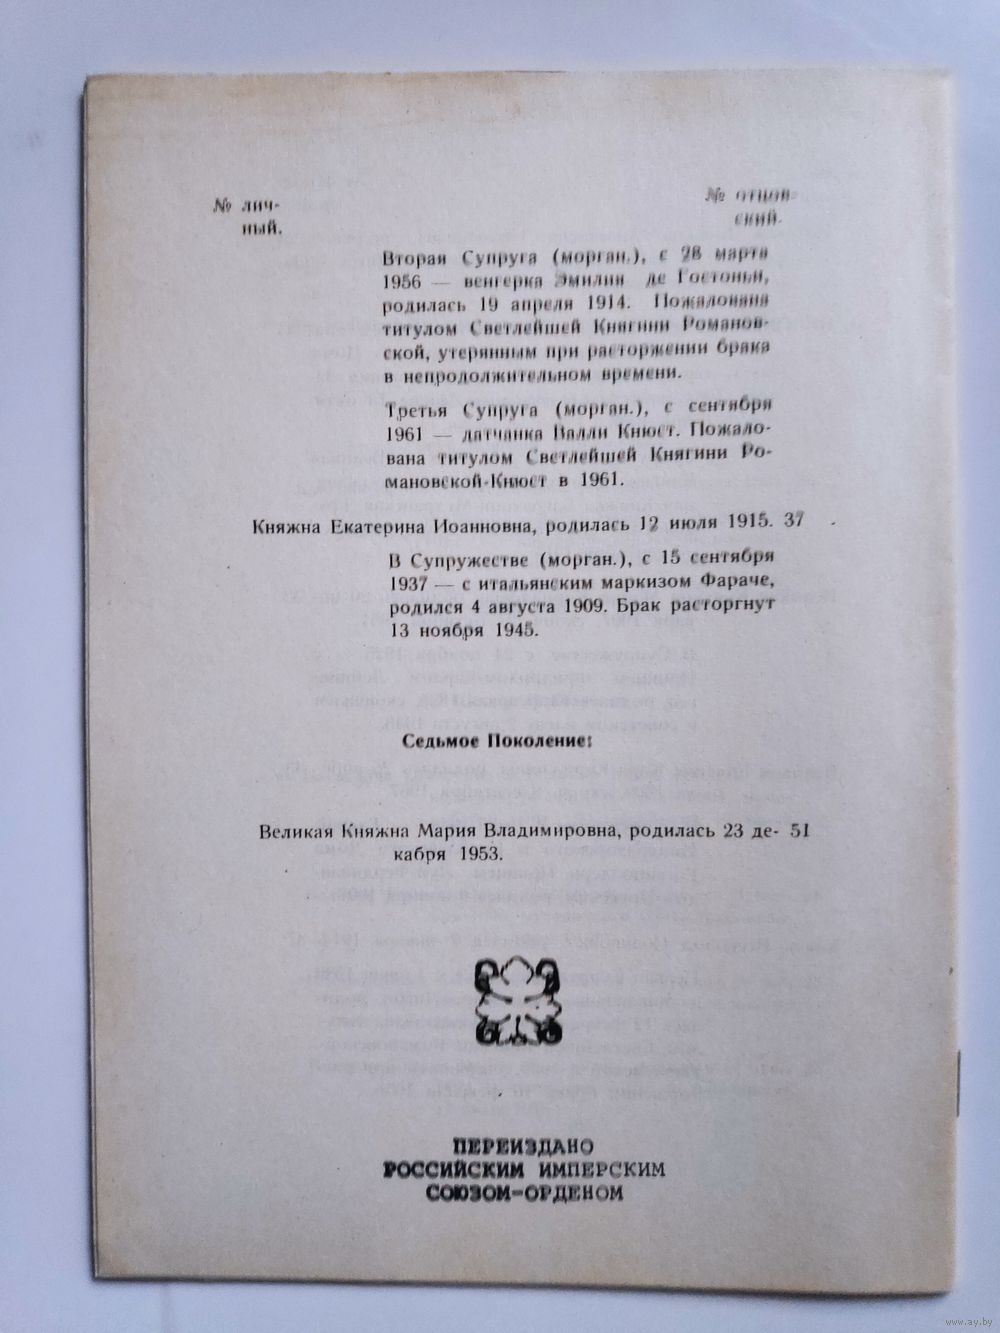 № лич-
ный.
№ отцов-
ский.
Вторая Супруга (морган.), с 28 марта
1956 — венгерка Эмилия де Гостоньи,
родилась 19 апреля 1914. Пожалована
титулом Светлейшей Княгини Романов-
ской, утерянным при расторжении брака
в непродолжительном времени.
Третья Супруга (морган.), с сентября
1961 — датчанка Валли Кнюст. Пожало-
вана титулом Светлейшей Княгини Ро-
мановской-Кнюст в 1961.
Княжна Екатерина Иоанновна, родилась 12 июля 1915. 37
В Супружестве (морган.), с 15 сентября
1937 — с итальянским маркизом Фараче,
родился 4 августа 1909. Брак расторгнут
13 ноября 1945.
Седьмое Поколение:
Великая Княжна Мария Владимировна, родилась 23 де- 51
кабря 1953.
ПЕРЕИЗДАНО
РОССИЙСКИМ ИМПЕРСКИМ
СОЮЗОМ-ОРДЕНОМ
www.ay.by